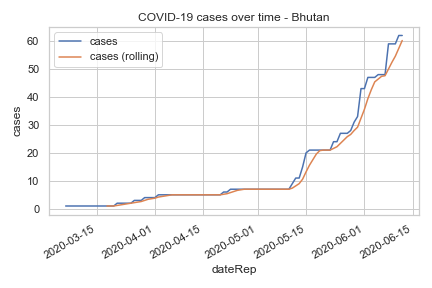 COVID-19 cases over time - Bhutan
cases
cases (rolling)
60
50
40
30
20
10
0
cases
2020-03-15
2020-04-01
2020-04-15
2020-05-01
2020-05-15
2020-06-01
2020-06-15
dateRep